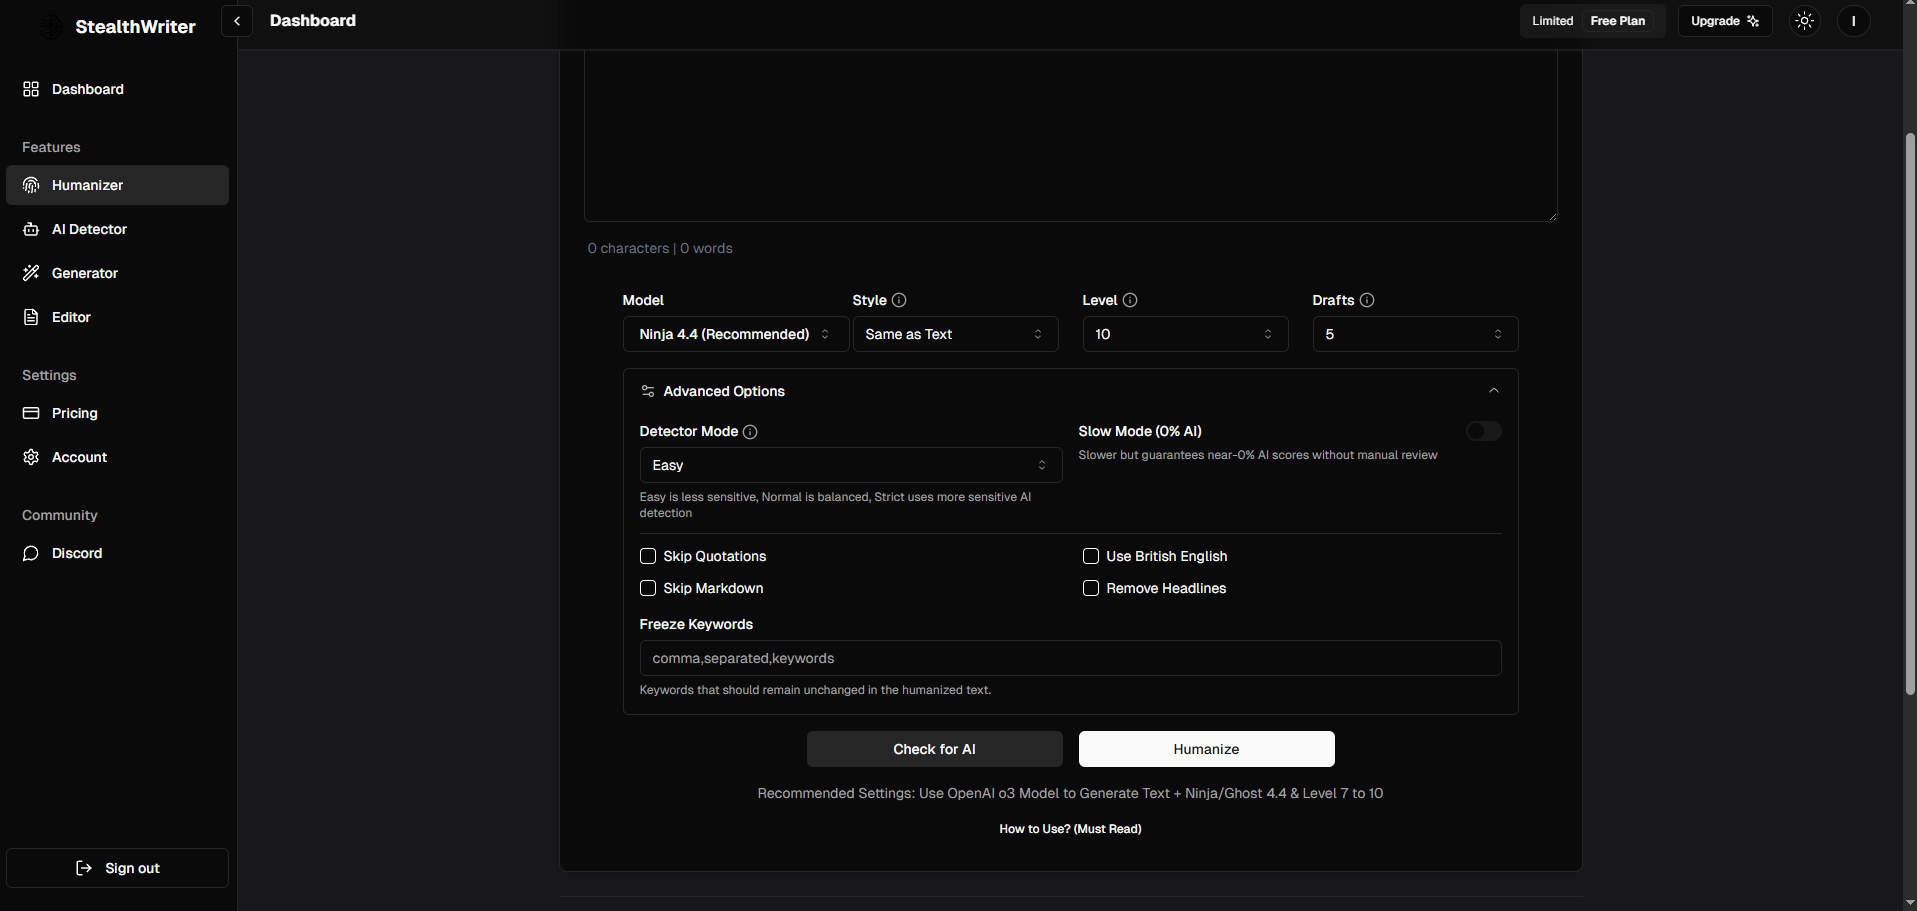 StealthWriter
Dashboard
Limited Free Plan
Upgrade
I
Dashboard
Features
Humanizer
AI Detector
Generator
Editor
Settings
Pricing
Account
Community
Discord
Sign out
0 characters | 0 words
Model
Style
Level
Drafts
Ninja 4.4 (Recommended)
Same as Text
10
5
Advanced Options
Detector Mode
Easy
Easy is less sensitive, Normal is balanced, Strict uses more sensitive AI
detection
Slow Mode (0% AI)
Slower but guarantees near-0% AI scores without manual review
Skip Quotations
Use British English
Skip Markdown
Remove Headlines
Freeze Keywords
comma,separated,keywords
Keywords that should remain unchanged in the humanized text.
Check for AI
Humanize
Recommended Settings: Use OpenAI o3 Model to Generate Text + Ninja/Ghost 4.4 & Level 7 to 10
How to Use? (Must Read)